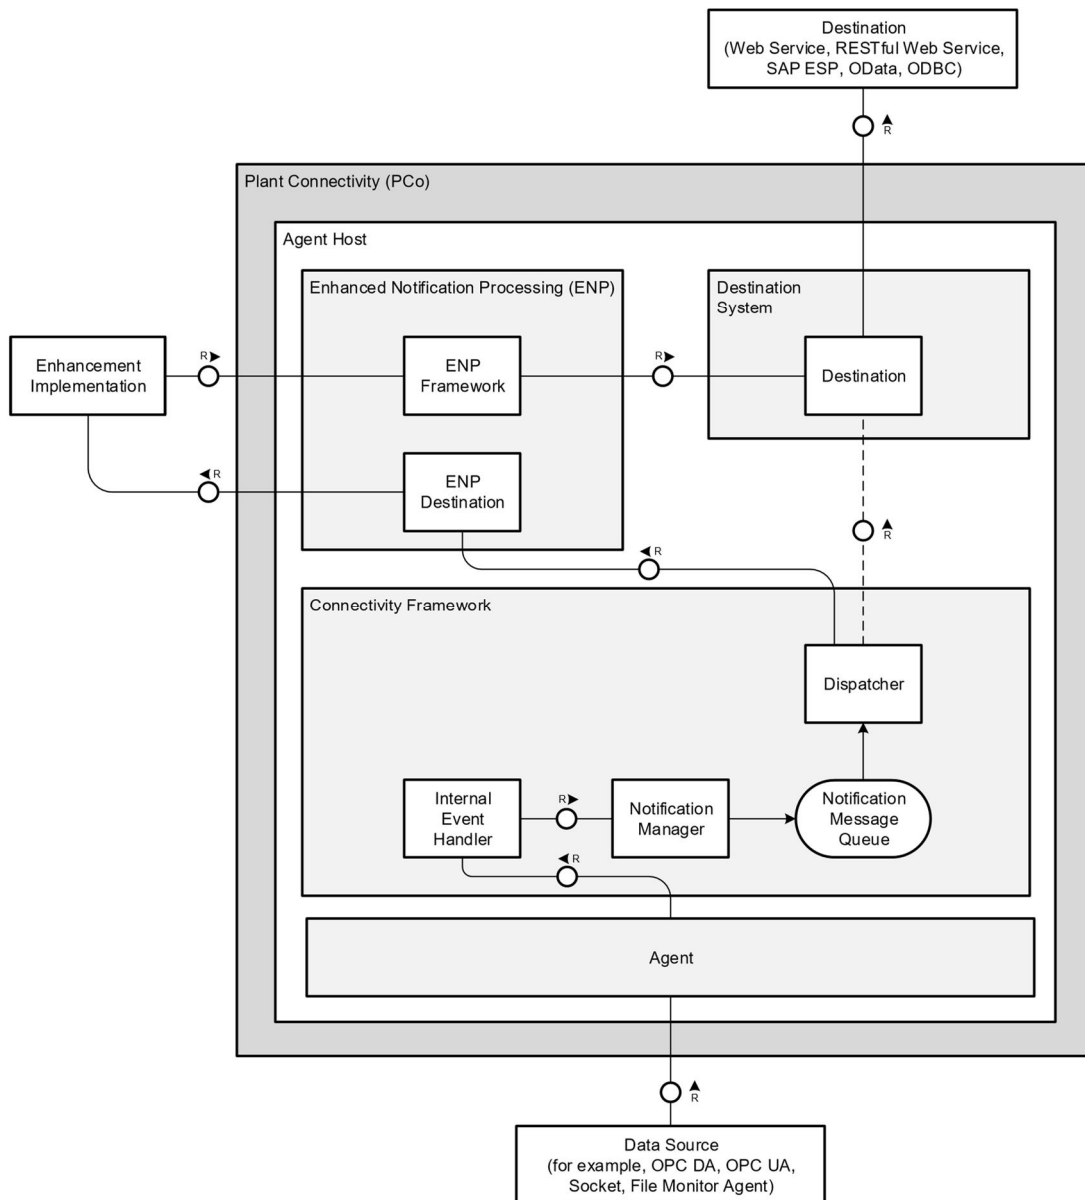 Destination
(Web Service, RESTful Web Service,
SAP ESP, OData, ODBC)
R
Plant Connectivity (PCo)
Agent Host
Enhanced Notification Processing (ENP)
Destination
System
Enhancement
Implementation
R
ENP
Framework
R
Destination
R
ENP
Destination
R
R
Connectivity Framework
Dispatcher
Internal
Event
Handler
R
Notification
Manager
Notification
Message
Queue
R
Agent
R
Data Source
(for example, OPC DA, OPC UA,
Socket, File Monitor Agent)